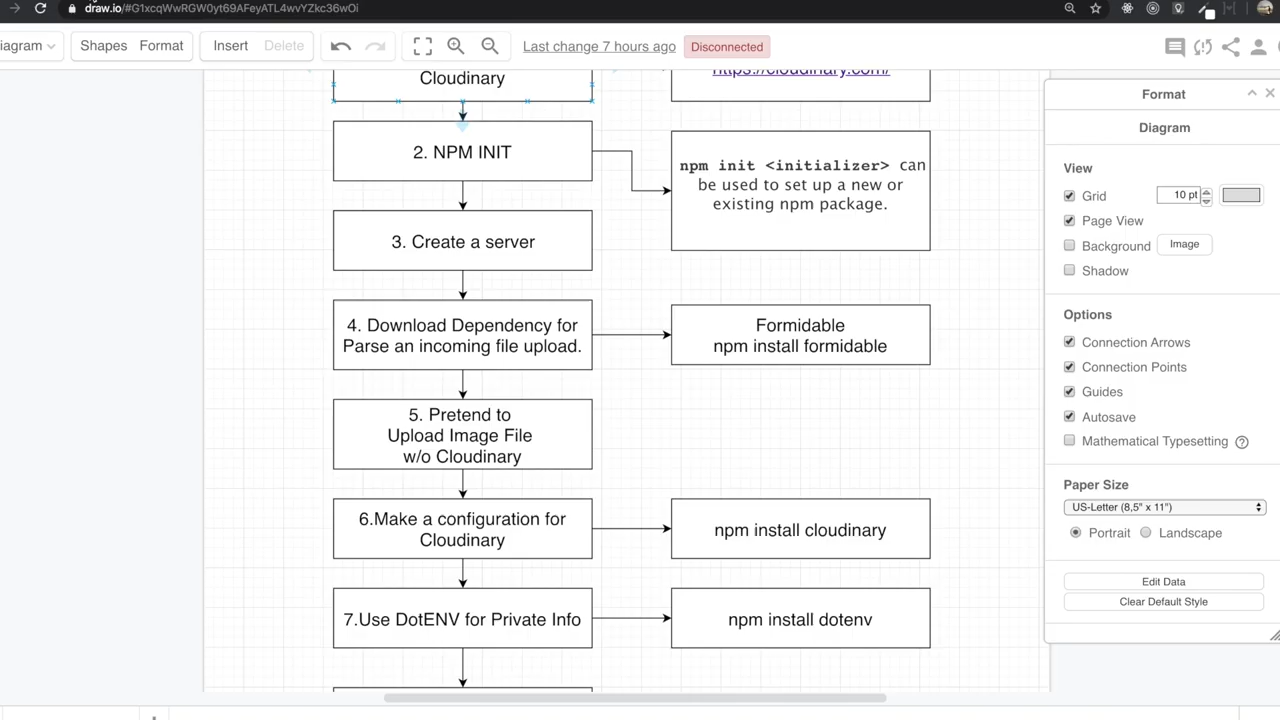 draw.io/#G1xcqWwRGW0yt69AFeyATL4wvYZkc36wOi
iagram
Shapes
Format
Insert
Delete
Last change 7 hours ago
Disconnected
Cloudinary
https://cloudinary.com/
2. NPM INIT
npm init <initializer> can
be used to set up a new or
existing npm package.
3. Create a server
4. Download Dependency for
Parse an incoming file upload.
Formidable
npm install formidable
5. Pretend to
Upload Image File
w/o Cloudinary
6.Make a configuration for
Cloudinary
npm install cloudinary
7.Use DotENV for Private Info
npm install dotenv
Format
Diagram
View
Grid
10 pt
Page View
Background
Image
Shadow
Options
Connection Arrows
Connection Points
Guides
Autosave
Mathematical Typesetting
Paper Size
US-Letter (8,5" x 11")
Portrait
Landscape
Edit Data
Clear Default Style